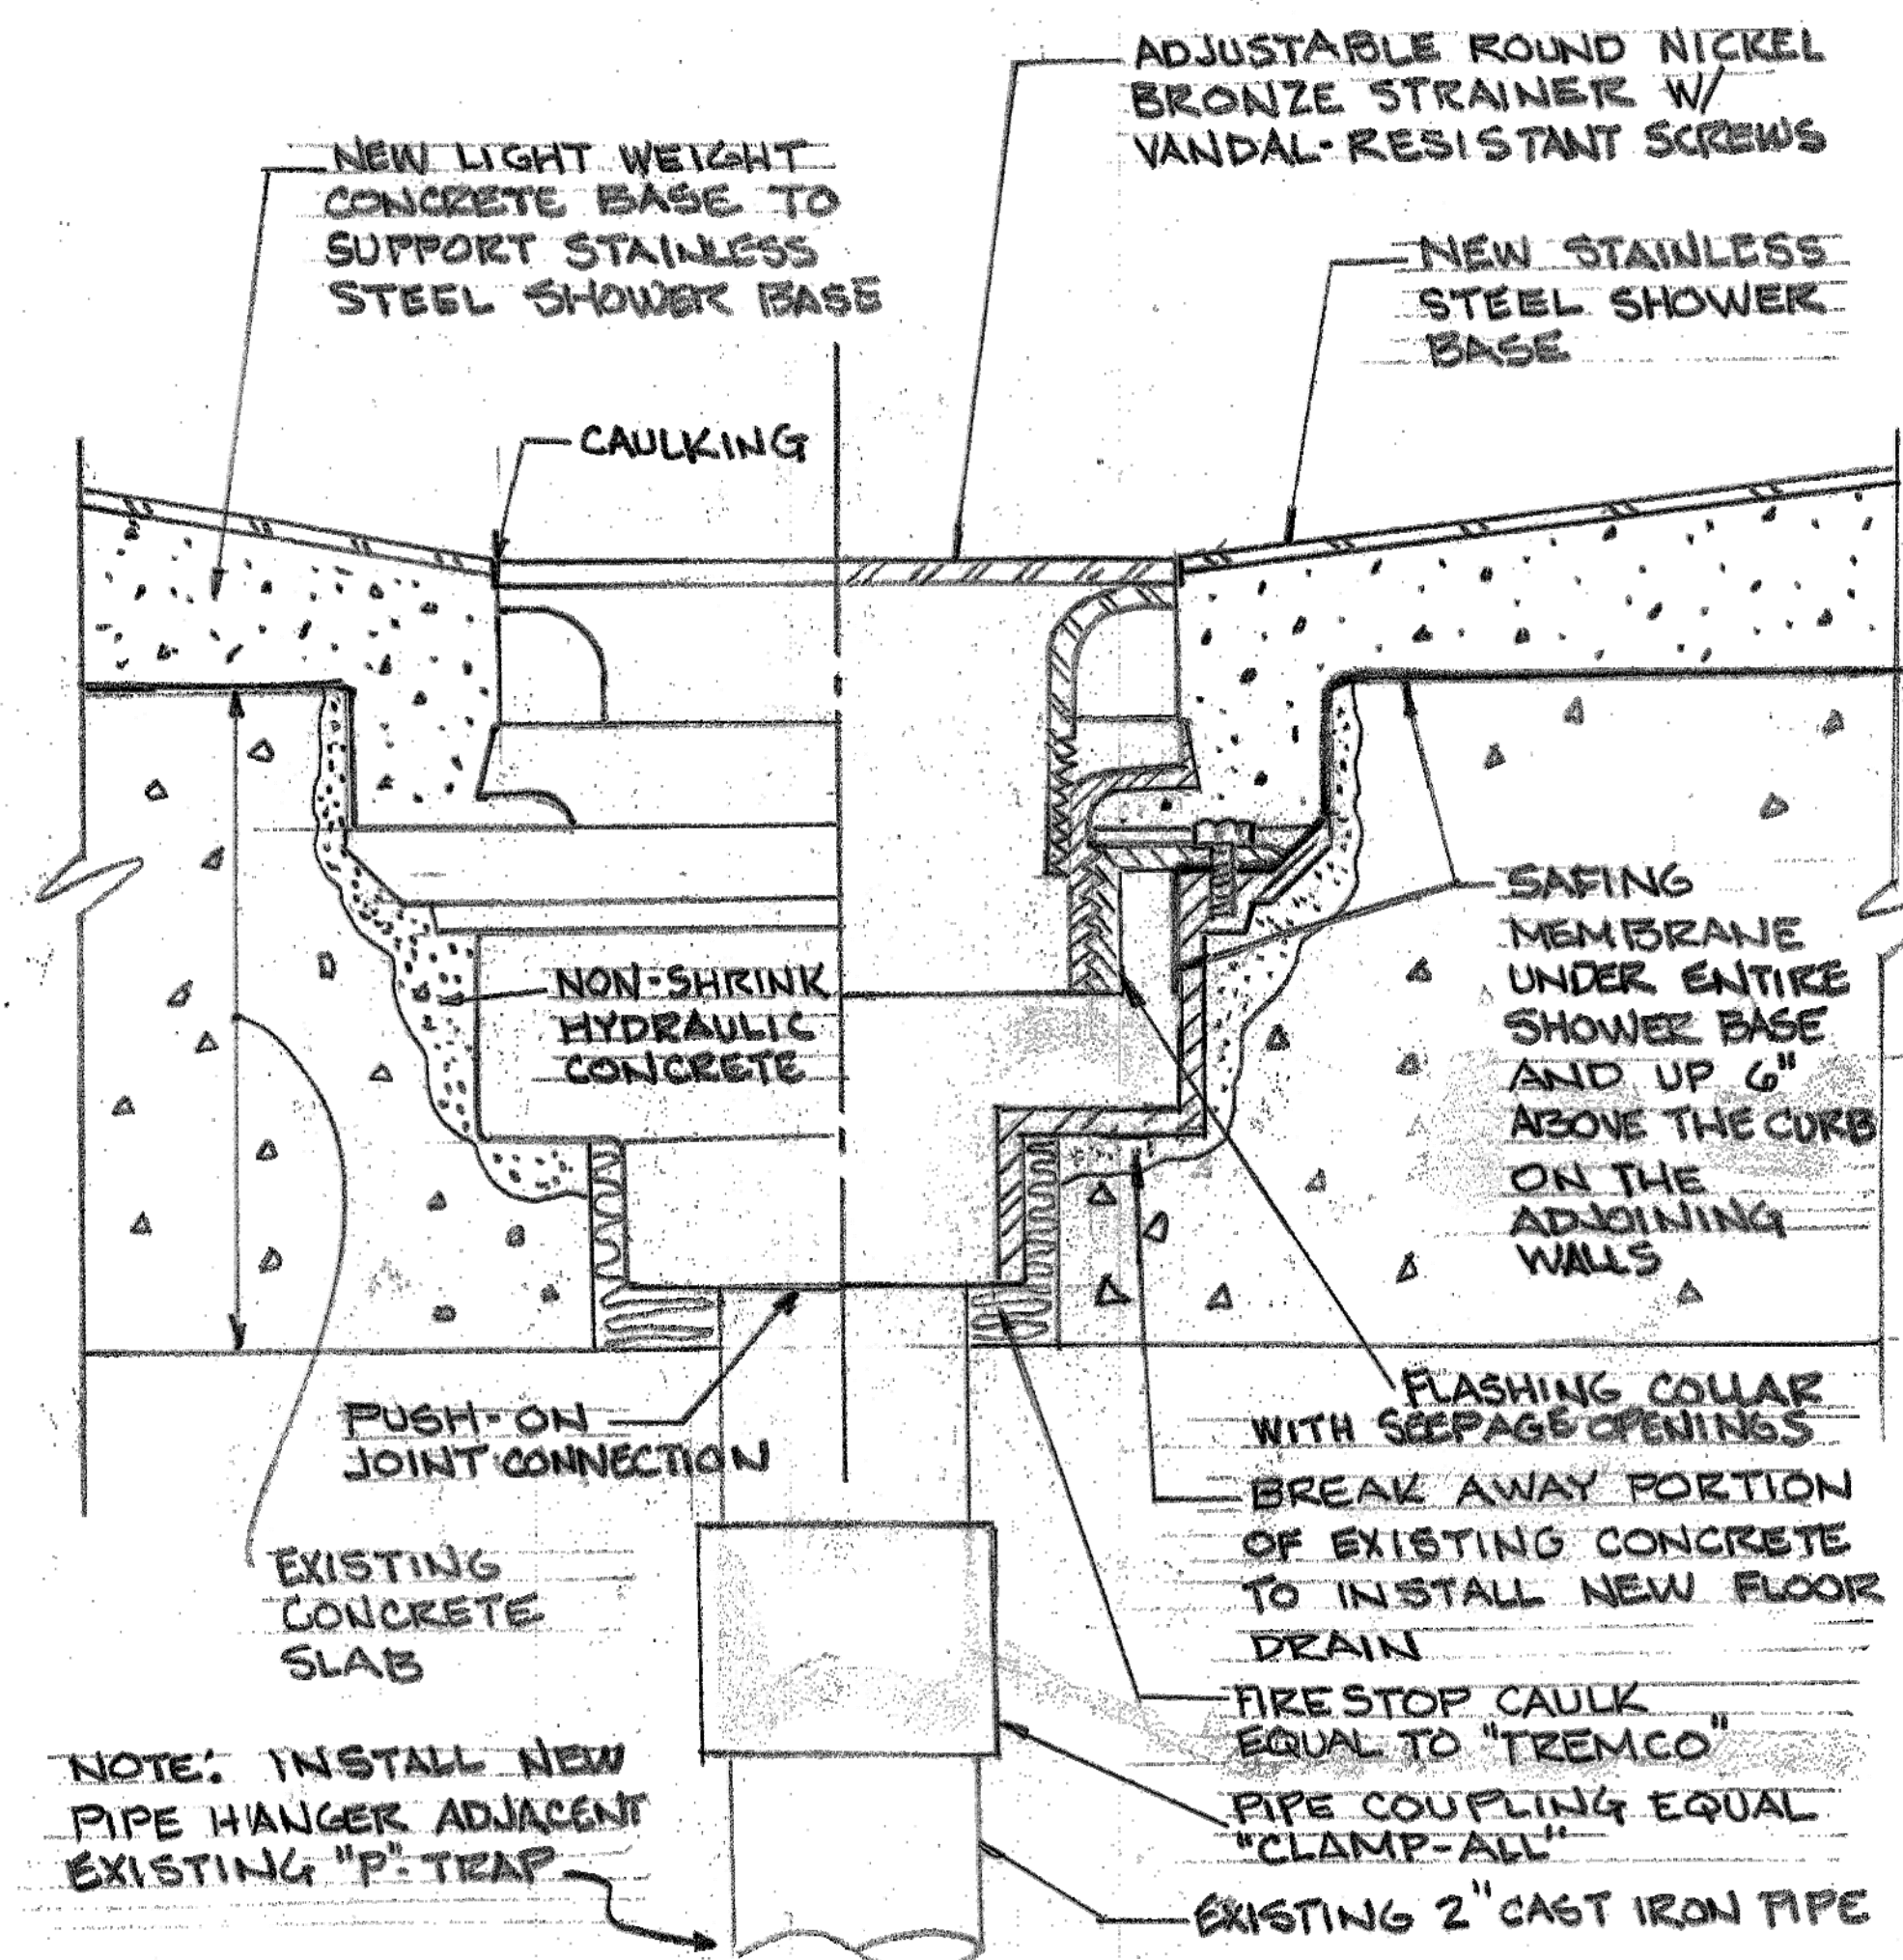 ADJUSTABLE ROUND NICKEL
BRONZE STRAINER W/
VANDAL-RESISTANT SCREWS
NEW LIGHT WEIGHT
CONCRETE BASE TO
SUPPORT STAINLESS
STEEL SHOWER BASE
NEW STAINLESS
STEEL SHOWER
BASE
CAULKING
SAFING
MEMBRANE
UNDER ENTIRE
SHOWER BASE
AND UP 6"
ABOVE THE CURB
ON THE
ADJOINING
WALLS
NON-SHRINK
HYDRAULIC
CONCRETE
PUSH-ON
JOINT CONNECTION
FLASHING COLLAR
WITH SEEPAGE OPENINGS
BREAK AWAY PORTION
OF EXISTING CONCRETE
TO INSTALL NEW FLOOR
DRAIN
EXISTING
CONCRETE
SLAB
FIRESTOP CAULK
EQUAL TO "TREMCO"
NOTE: INSTALL NEW
PIPE HANGER ADJACENT
EXISTING "P"-TRAP
PIPE COUPLING EQUAL
"CLAMP-ALL"
EXISTING 2" CAST IRON PIPE